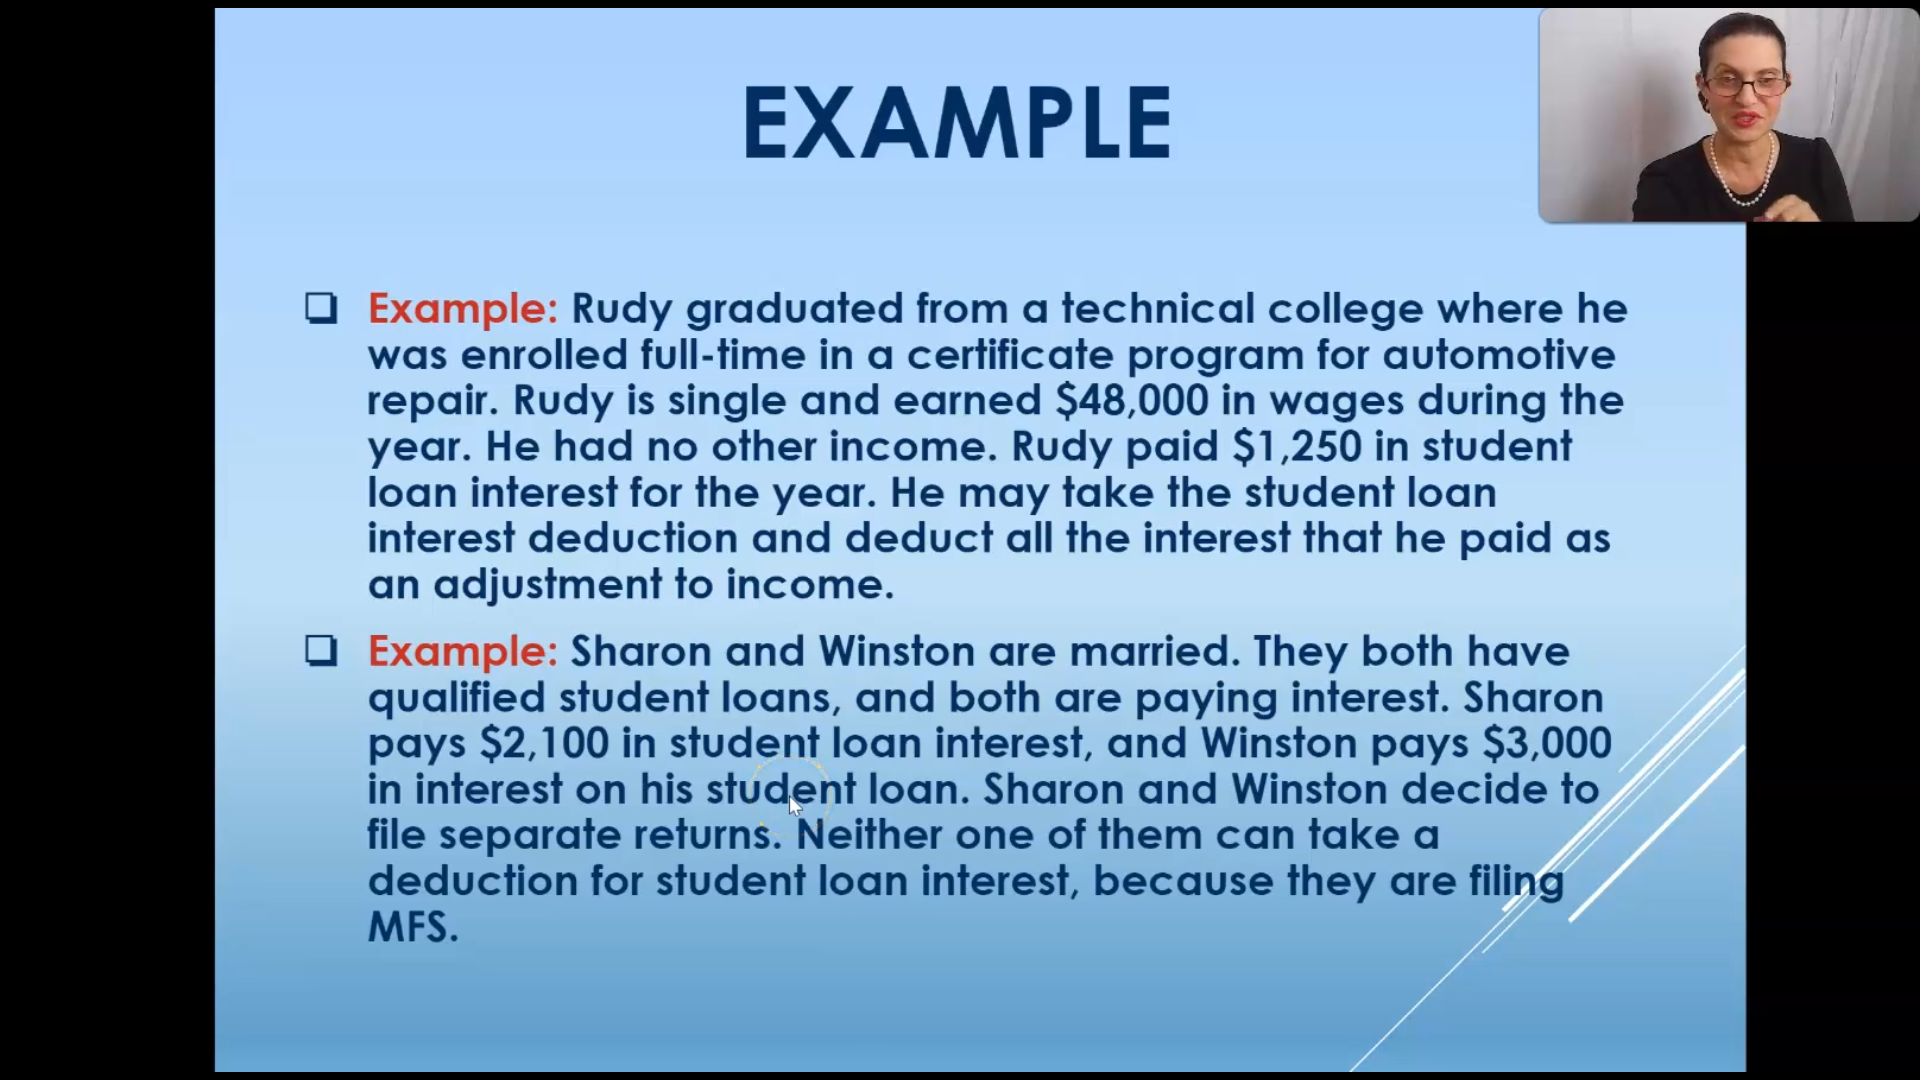 EXAMPLE
Example: Rudy graduated from a technical college where he
was enrolled full-time in a certificate program for automotive
repair. Rudy is single and earned $48,000 in wages during the
year. He had no other income. Rudy paid $1,250 in student
loan interest for the year. He may take the student loan
interest deduction and deduct all the interest that he paid as
an adjustment to income.
Example: Sharon and Winston are married. They both have
qualified student loans, and both are paying interest. Sharon
pays $2,100 in student loan interest, and Winston pays $3,000
in interest on his student loan. Sharon and Winston decide to
file separate returns. Neither one of them can take a
deduction for student loan interest, because they are filing
MFS.